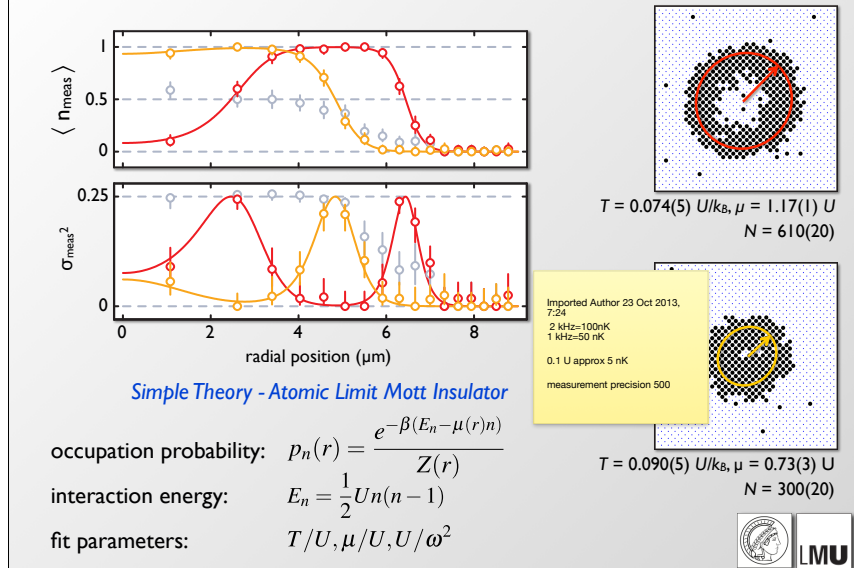 ⟨ n_meas ⟩
1
0.5
0
σ_meas²
0.25
0
0 2 4 6 8
radial position (μm)
T = 0.074(5) U/k_B, μ = 1.17(1) U
N = 610(20)
Imported Author 23 Oct 2013,
7:24
2 kHz=100nK
1 kHz=50 nK
0.1 U approx 5 nK
measurement precision 500
T = 0.090(5) U/k_B, μ = 0.73(3) U
N = 300(20)
Simple Theory - Atomic Limit Mott Insulator
occupation probability: p_n(r) = e^{-β(E_n-μ(r)n)} / Z(r)
interaction energy: E_n = 1/2 Un(n-1)
fit parameters: T/U, μ/U, U/ω²
LMU